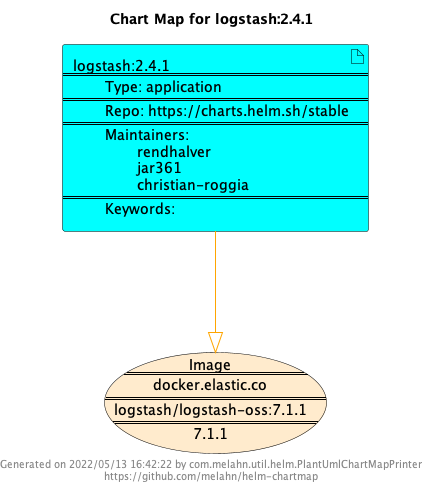 Chart Map for logstash:2.4.1
logstash:2.4.1
Type: application
Repo: https://charts.helm.sh/stable
Maintainers:
rendhalver
jar361
christian-roggia
Keywords:
Image
docker.elastic.co
logstash/logstash-oss:7.1.1
7.1.1
Generated on 2022/05/13 16:42:22 by com.melahn.util.helm.PlantUmlChartMapPrinter
https://github.com/melahn/helm-chartmap